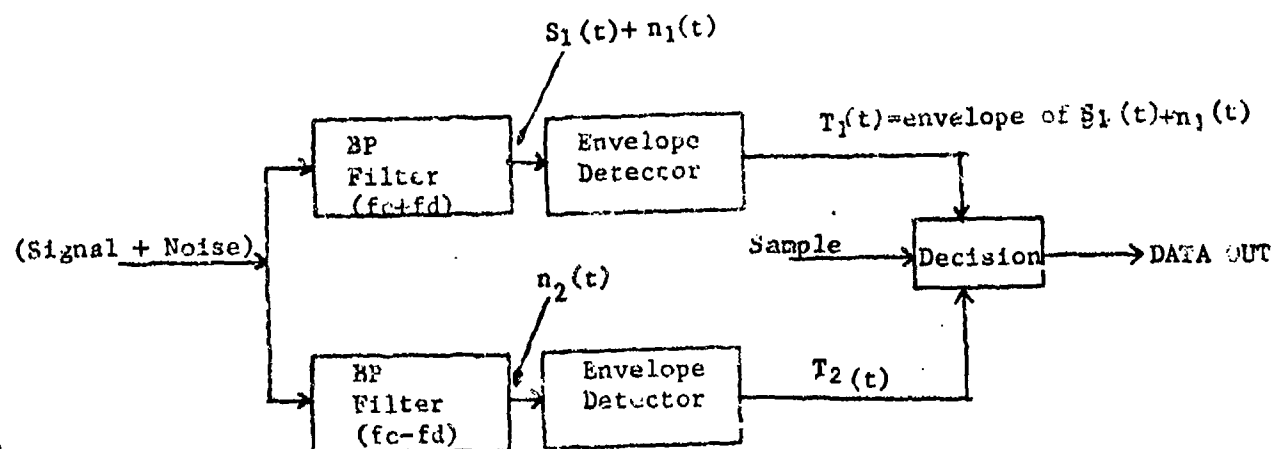 S1(t)+ n1(t)
T1(t)=envelope of S1(t)+n1(t)
BP
Filter
(fc+fd)
Envelope
Detector
(Signal + Noise)
Sample
Decision
DATA OUT
n2(t)
BP
Filter
(fc-fd)
Envelope
Detector
T2(t)